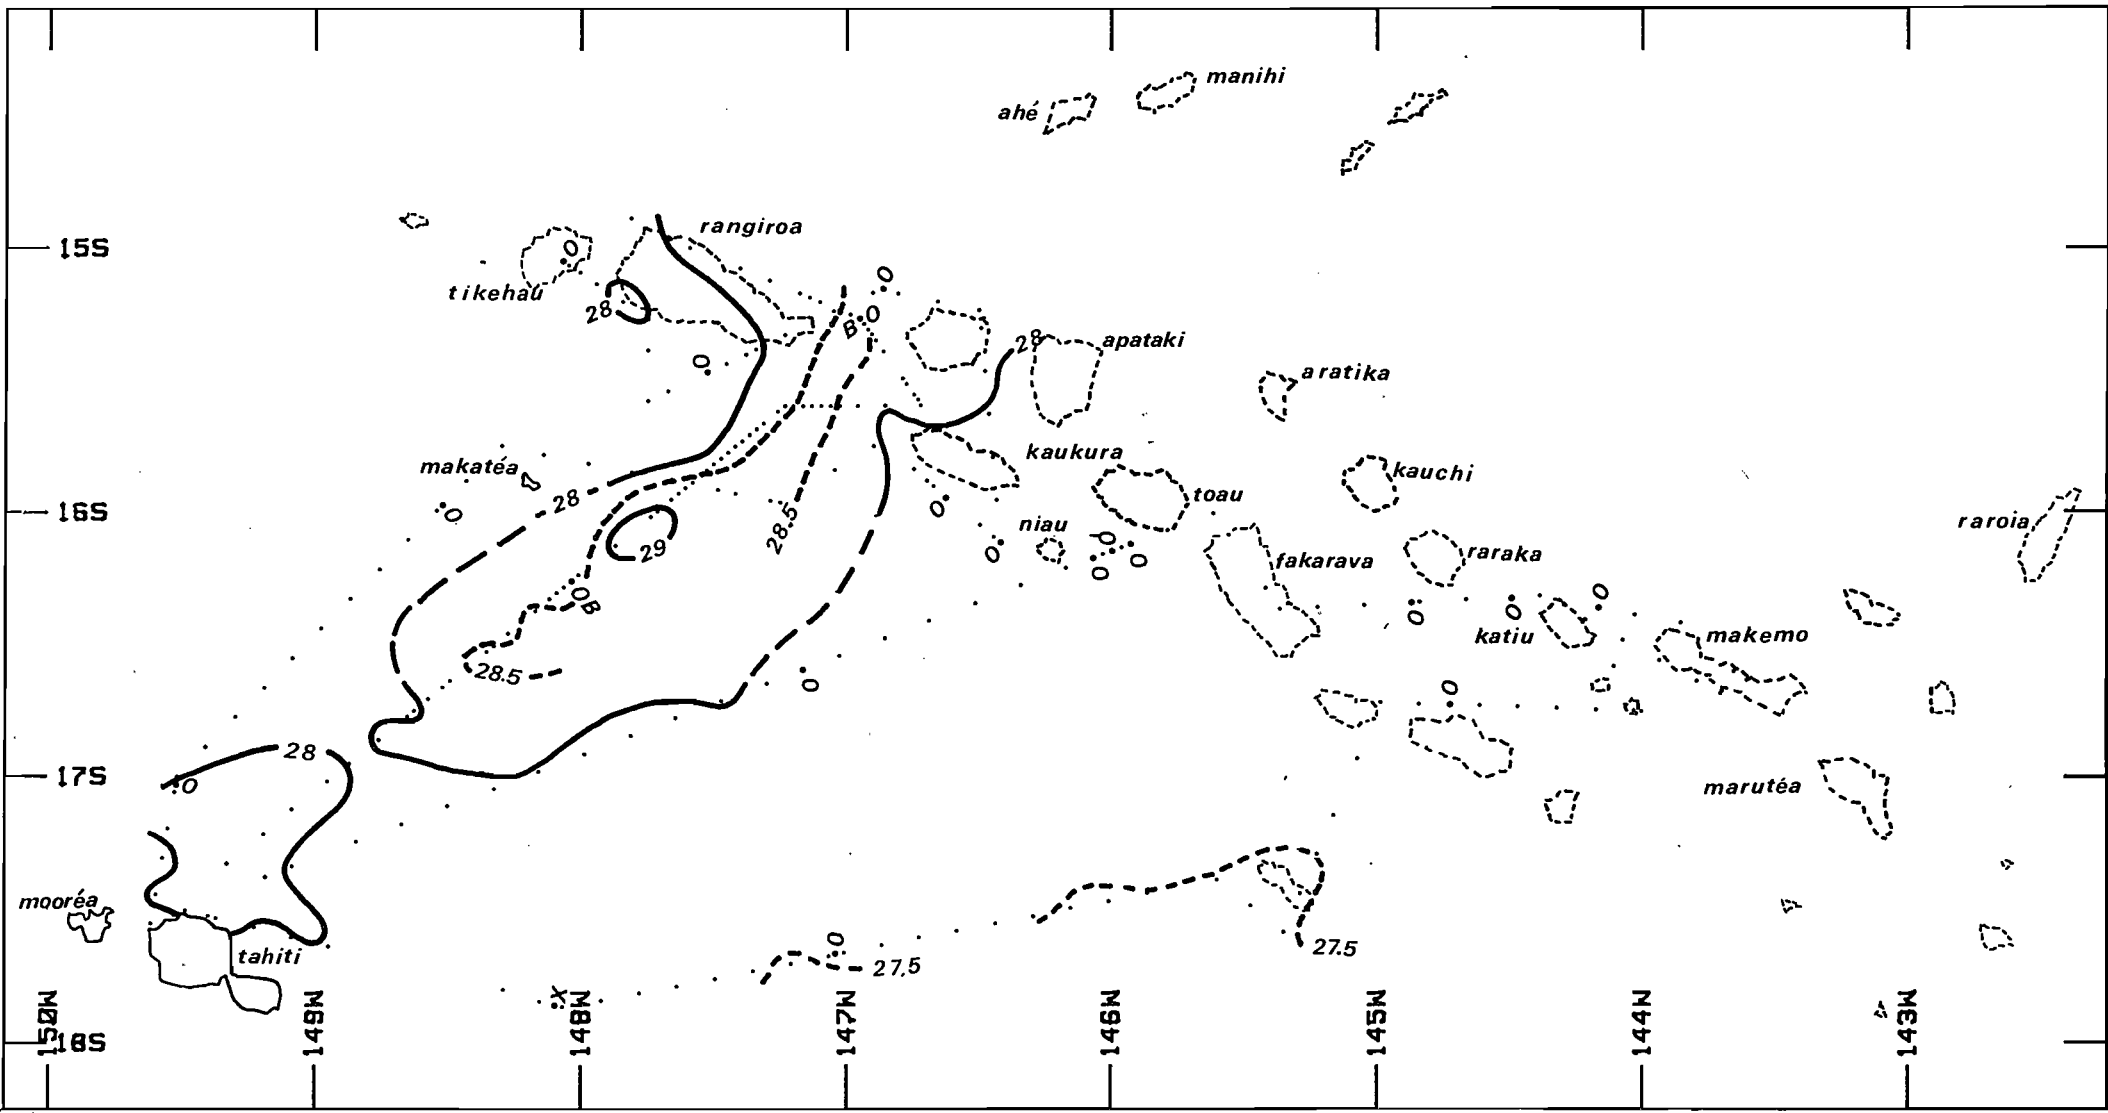 manihi
ahé
rangiroa
15S
O
O
tikehau
28
B O
28
apataki
O
aratika
makatéa
kaukura
kauchi
28
toau
16S
O
O
niau
raroia
28.5
29
O
O
O
O
fakarava
raraka
O B
O
O
O
katiu
makemo
28.5
O
O
28
17S
O
marutéa
mooréa
tahiti
O
27.5
27.5
X
150W
149W
148W
147W
146W
145W
144W
143W
18S